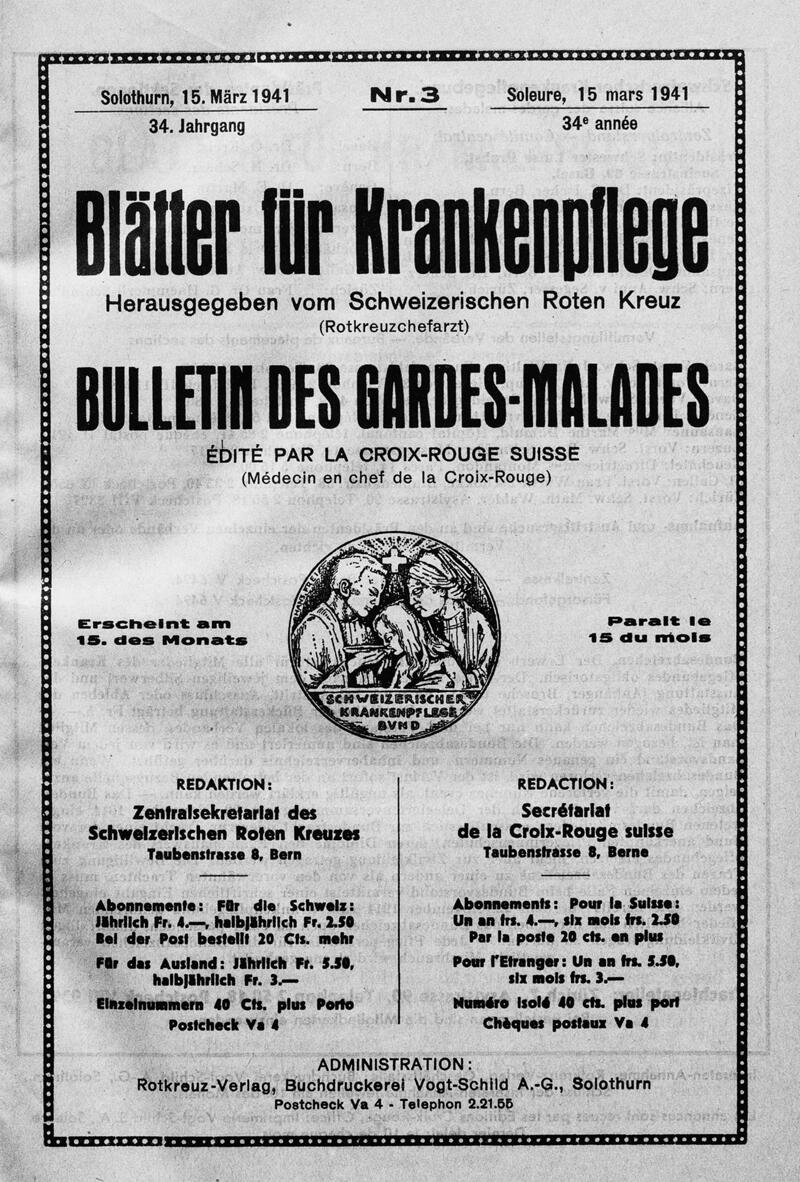 Solothurn, 15. März 1941
34. Jahrgang
Nr. 3
Soleure, 15 mars 1941
34e année
Blätter für Krankenpflege
Herausgegeben vom Schweizerischen Roten Kreuz
(Rotkreuzchefarzt)
BULLETIN DES GARDES-MALADES
ÉDITÉ PAR LA CROIX-ROUGE SUISSE
(Médecin en chef de la Croix-Rouge)
Erscheint am
15. des Monats
SCHWEIZERISCHER
KRANKENPFLEGE
BVND
Paraît le
15 du mois
REDAKTION:
Zentralsekretariat des
Schweizerischen Roten Kreuzes
Taubenstrasse 8, Bern
Abonnemente: Für die Schweiz:
Jährlich Fr. 4.—, halbjährlich Fr. 2.50
Bei der Post bestellt 20 Cts. mehr
Für das Ausland: Jährlich Fr. 5.50,
halbjährlich Fr. 3.—
Einzelnummern 40 Cts. plus Porto
Postcheck Va 4
REDACTION:
Secrétariat
de la Croix-Rouge suisse
Taubenstrasse 8, Berne
Abonnements: Pour la Suisse:
Un an frs. 4.—, six mois frs. 2.50
Par la poste 20 cts. en plus
Pour l'Etranger: Un an frs. 5.50,
six mois frs. 3.—
Numéro isolé 40 cts. plus port
Chèques postaux Va 4
ADMINISTRATION:
Rotkreuz-Verlag, Buchdruckerei Vogt-Schild A.-G., Solothurn
Postcheck Va 4 - Telephon 2.21.55